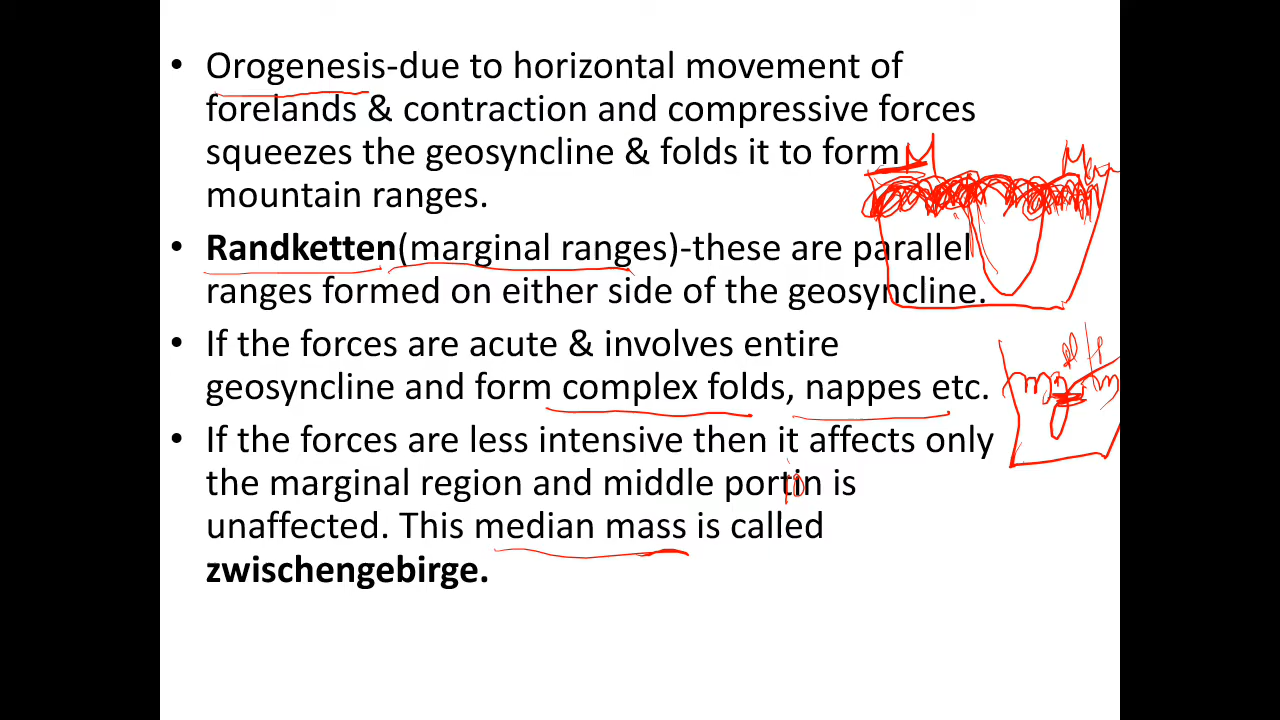 • Orogenesis-due to horizontal movement of
forelands & contraction and compressive forces
squeezes the geosyncline & folds it to form
mountain ranges.
• Randketten(marginal ranges)-these are parallel
ranges formed on either side of the geosyncline.
• If the forces are acute & involves entire
geosyncline and form complex folds, nappes etc.
• If the forces are less intensive then it affects only
the marginal region and middle portin is
unaffected. This median mass is called
zwischengebirge.